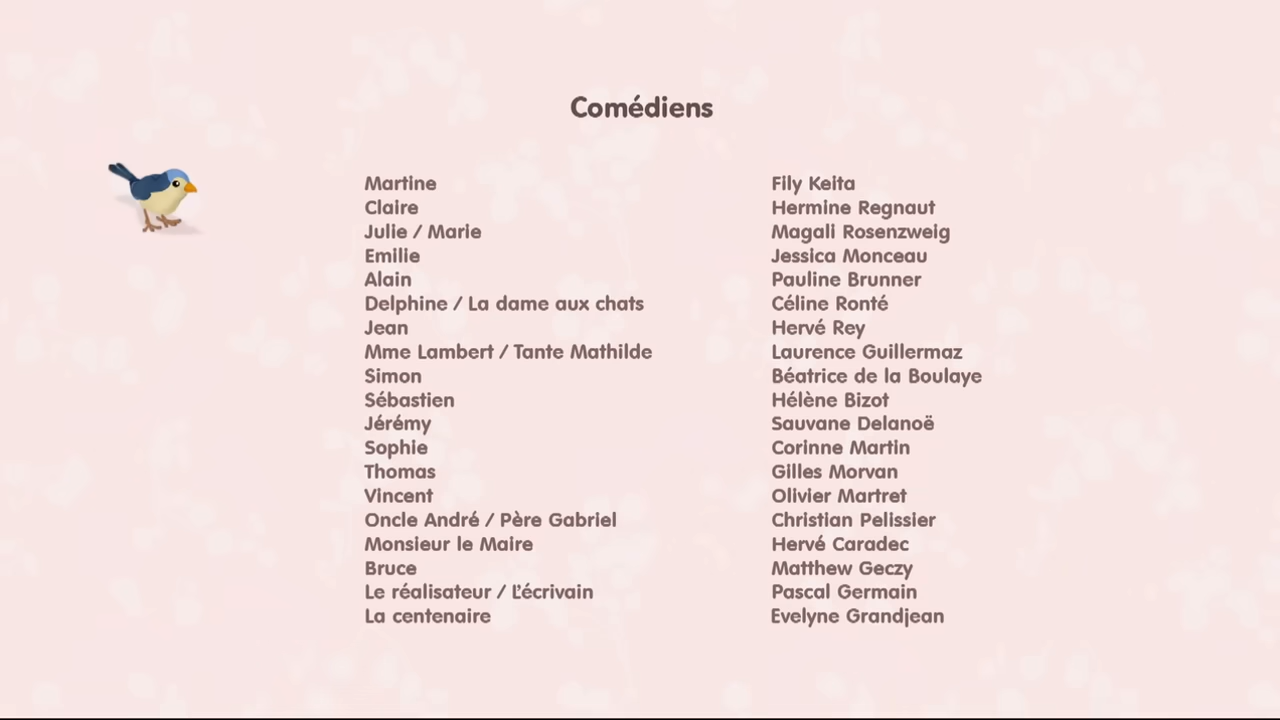 Comédiens
Martine Fily Keita
Claire Hermine Regnaut
Julie / Marie Magali Rosenzweig
Emilie Jessica Monceau
Alain Pauline Brunner
Delphine / La dame aux chats Céline Ronté
Jean Hervé Rey
Mme Lambert / Tante Mathilde Laurence Guillermaz
Simon Béatrice de la Boulaye
Sébastien Hélène Bizot
Jérémy Sauvane Delanoë
Sophie Corinne Martin
Thomas Gilles Morvan
Vincent Olivier Martret
Oncle André / Père Gabriel Christian Pelissier
Monsieur le Maire Hervé Caradec
Bruce Matthew Geczy
Le réalisateur / L'écrivain Pascal Germain
La centenaire Evelyne Grandjean